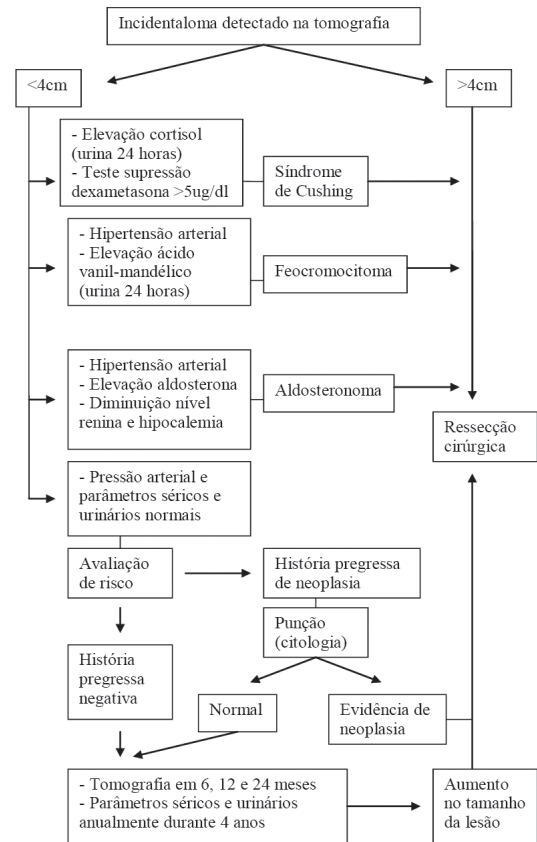 Incidentaloma detectado na tomografia
<4cm
>4cm
- Elevação cortisol
(urina 24 horas)
- Teste supressão
dexametasona >5ug/dl
Síndrome
de Cushing
- Hipertensão arterial
- Elevação ácido
vanil-mandélico
(urina 24 horas)
Feocromocitoma
- Hipertensão arterial
- Elevação aldosterona
- Diminuição nível
renina e hipocalemia
Aldosteronoma
Ressecção
cirúrgica
- Pressão arterial e
parâmetros séricos e
urinários normais
Avaliação
de risco
História pregressa
de neoplasia
Punção
(citologia)
História
pregressa
negativa
Normal
Evidência de
neoplasia
- Tomografia em 6, 12 e 24 meses
- Parâmetros séricos e urinários
anualmente durante 4 anos
Aumento
no tamanho
da lesão